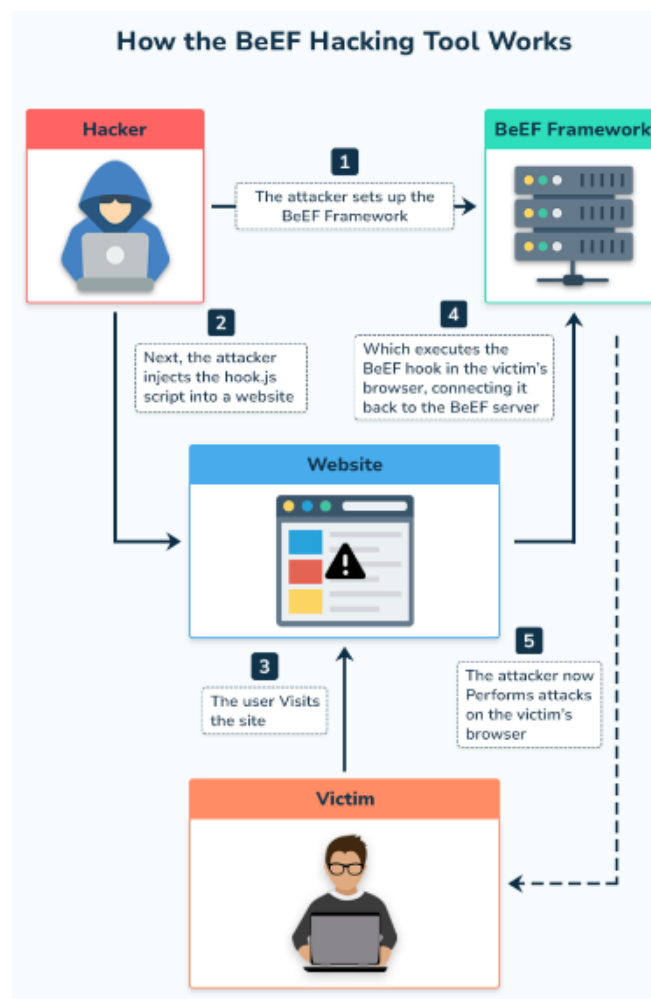 How the BeEF Hacking Tool Works
Hacker
BeEF Framework
1
The attacker sets up the
BeEF Framework
2
Next, the attacker
injects the hook.js
script into a website
4
Which executes the
BeEF hook in the victim's
browser, connecting it
back to the BeEF server
Website
3
The user Visits
the site
5
The attacker now
Performs attacks
on the victim's
browser
Victim